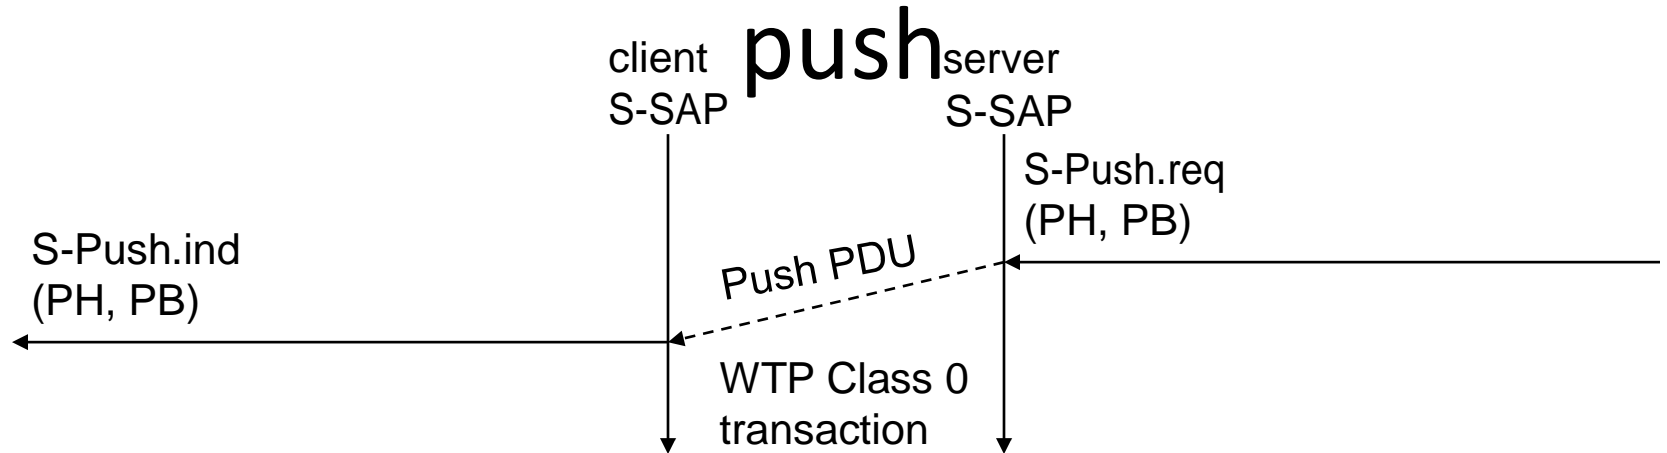 push
client
S-SAP
server
S-SAP
S-Push.req
(PH, PB)
S-Push.ind
(PH, PB)
Push PDU
WTP Class 0
transaction